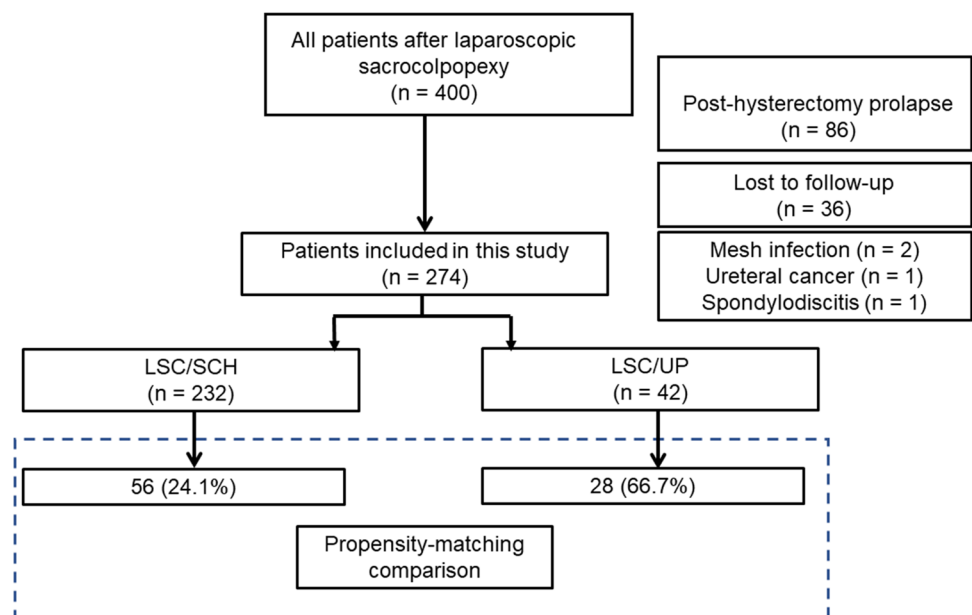 All patients after laparoscopic
sacrocolpopexy
(n = 400)
Post-hysterectomy prolapse
(n = 86)
Lost to follow-up
(n = 36)
Mesh infection (n = 2)
Ureteral cancer (n = 1)
Spondylodiscitis (n = 1)
Patients included in this study
(n = 274)
LSC/SCH
(n = 232)
LSC/UP
(n = 42)
56 (24.1%)
28 (66.7%)
Propensity-matching
comparison